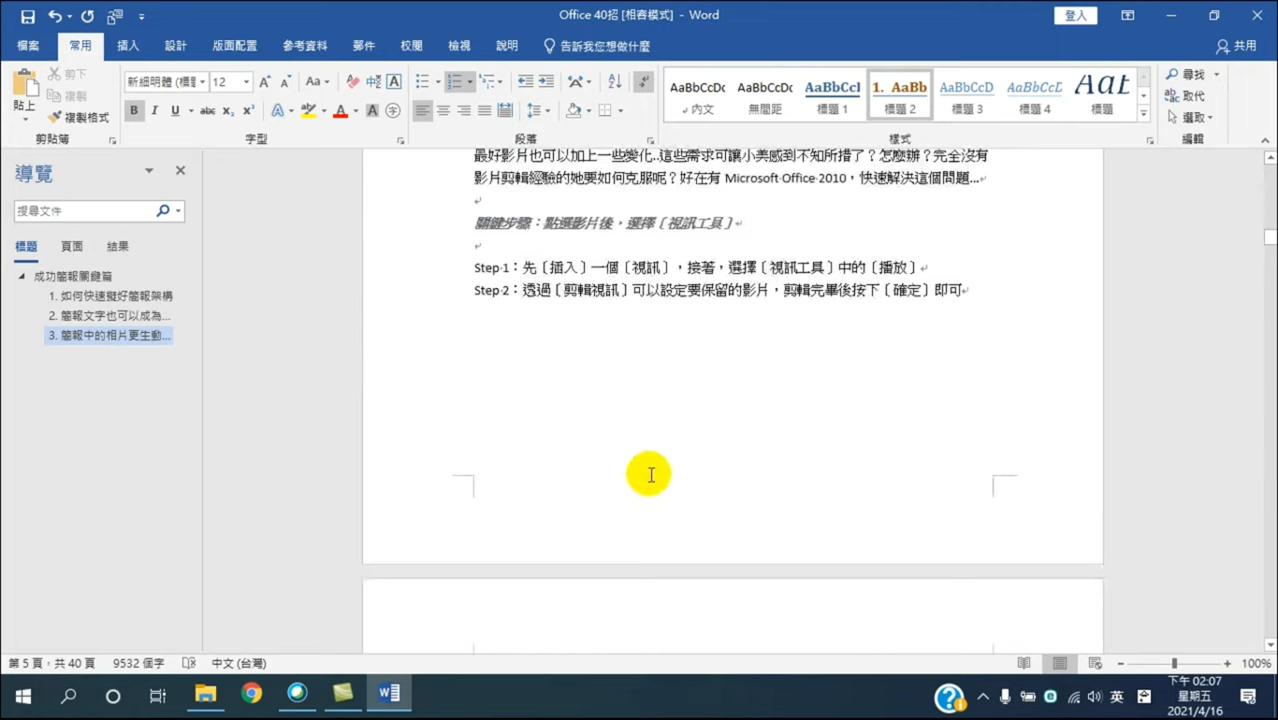 Office 40招 [相容模式] - Word
登入
檔案 常用 插入 設計 版面配置 參考資料 郵件 校閱 檢視 說明 告訴我您想做什麼 共用
貼上
剪下
複製
複製格式
剪貼簿
新細明體 (標題 12
Aa
B I U abc x₂ x² A A A 字
字型
段落
AaBbCcDc AaBbCcDc AaBbCcI 1. AaBb AaBbCcD AaBbCcD AaI
內文 無間距 標題 1 標題 2 標題 3 標題 4 標題
樣式
尋找
取代
選取
編輯
導覽
搜尋文件
標題 頁面 結果
成功簡報關鍵篇
1. 如何快速擬好簡報架構
2. 簡報文字也可以成為...
3. 簡報中的相片更生動...
最好影片也可以加上一些變化..這些需求可讓小美感到不知所措了？怎麼辦？完全沒有
影片剪輯經驗的她要如何克服呢？好在有 Microsoft Office 2010，快速解決這個問題...
關鍵步驟：點選影片後，選擇〔視訊工具〕
Step 1：先〔插入〕一個〔視訊〕，接著，選擇〔視訊工具〕中的〔播放〕
Step 2：透過〔剪輯視訊〕可以設定要保留的影片，剪輯完畢後按下〔確定〕即可
第 5 頁，共 40 頁 9532 個字 中文 (台灣) 100%
英
下午 02:07
星期五
2021/4/16